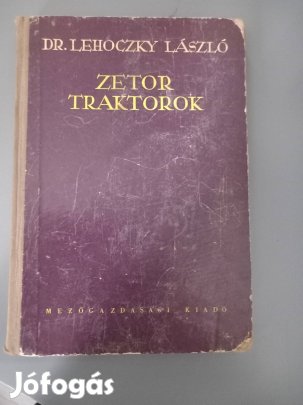 DR. LEHOCZKY LÁSZLÓ
ZETOR
TRAKTOROK
MEZŐGAZDASÁGI KIADÓ
Jófogás